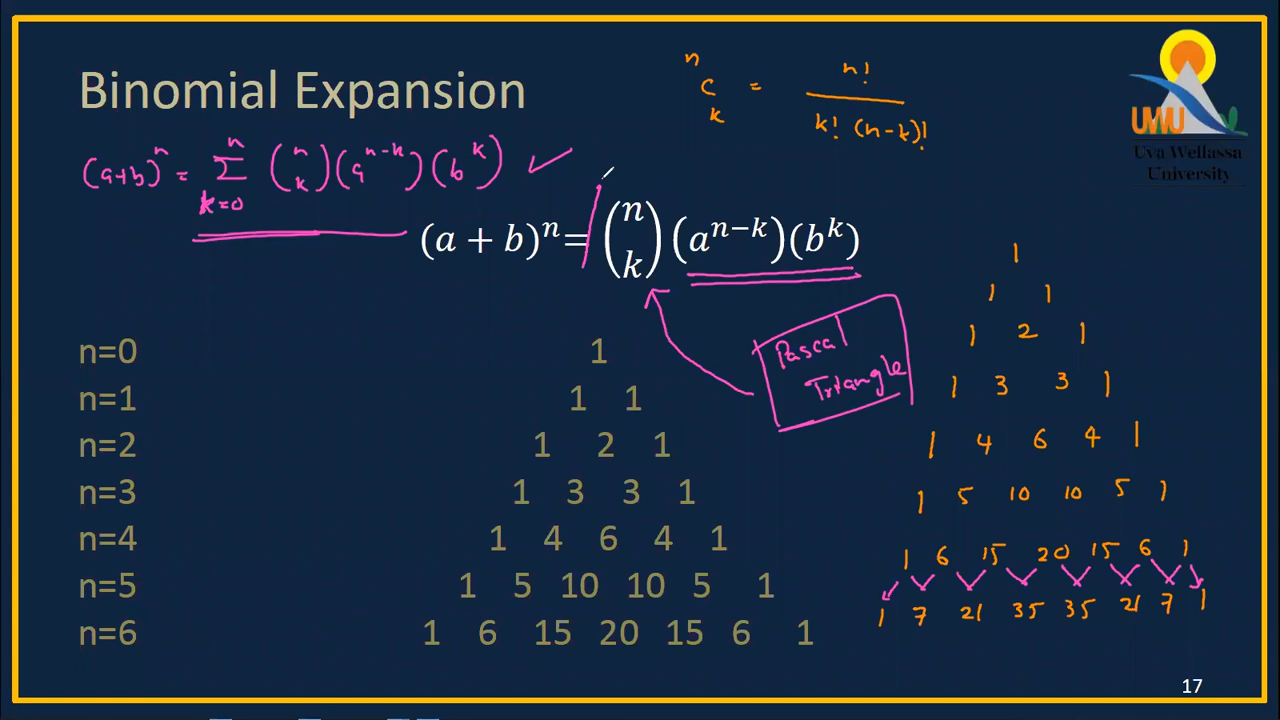 Binomial Expansion
ⁿC_k = n! / k! (n-k)!
UWU
Uva Wellassa
University
(a+b)ⁿ = Σ_{k=0}^{n} (n k)(a^{n-k})(b^k) ✓
(a + b)ⁿ= (n k)(a^{n−k})(b^k)
Pascal
Triangle
n=0 1
n=1 1 1
n=2 1 2 1
n=3 1 3 3 1
n=4 1 4 6 4 1
n=5 1 5 10 10 5 1
n=6 1 6 15 20 15 6 1
1
1 1
1 2 1
1 3 3 1
1 4 6 4 1
1 5 10 10 5 1
1 6 15 20 15 6 1
1 7 21 35 35 21 7 1
17